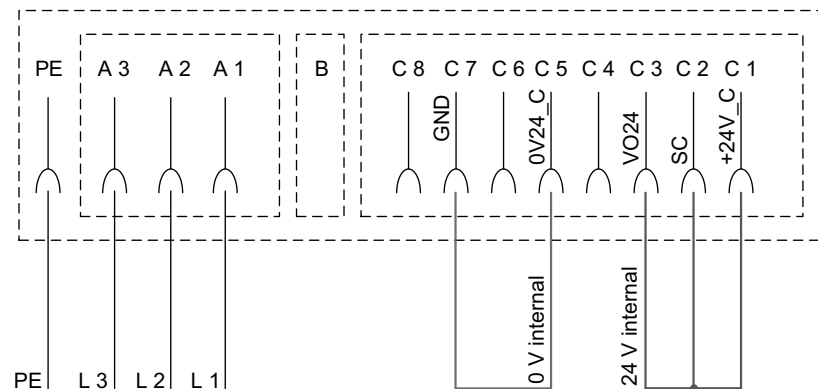 PE A 3 A 2 A 1 B C 8 C 7 C 6 C 5 C 4 C 3 C 2 C 1
GND
0V24_C
VO24
SC
+24V_C
0 V internal
24 V internal
PE L 3 L 2 L 1